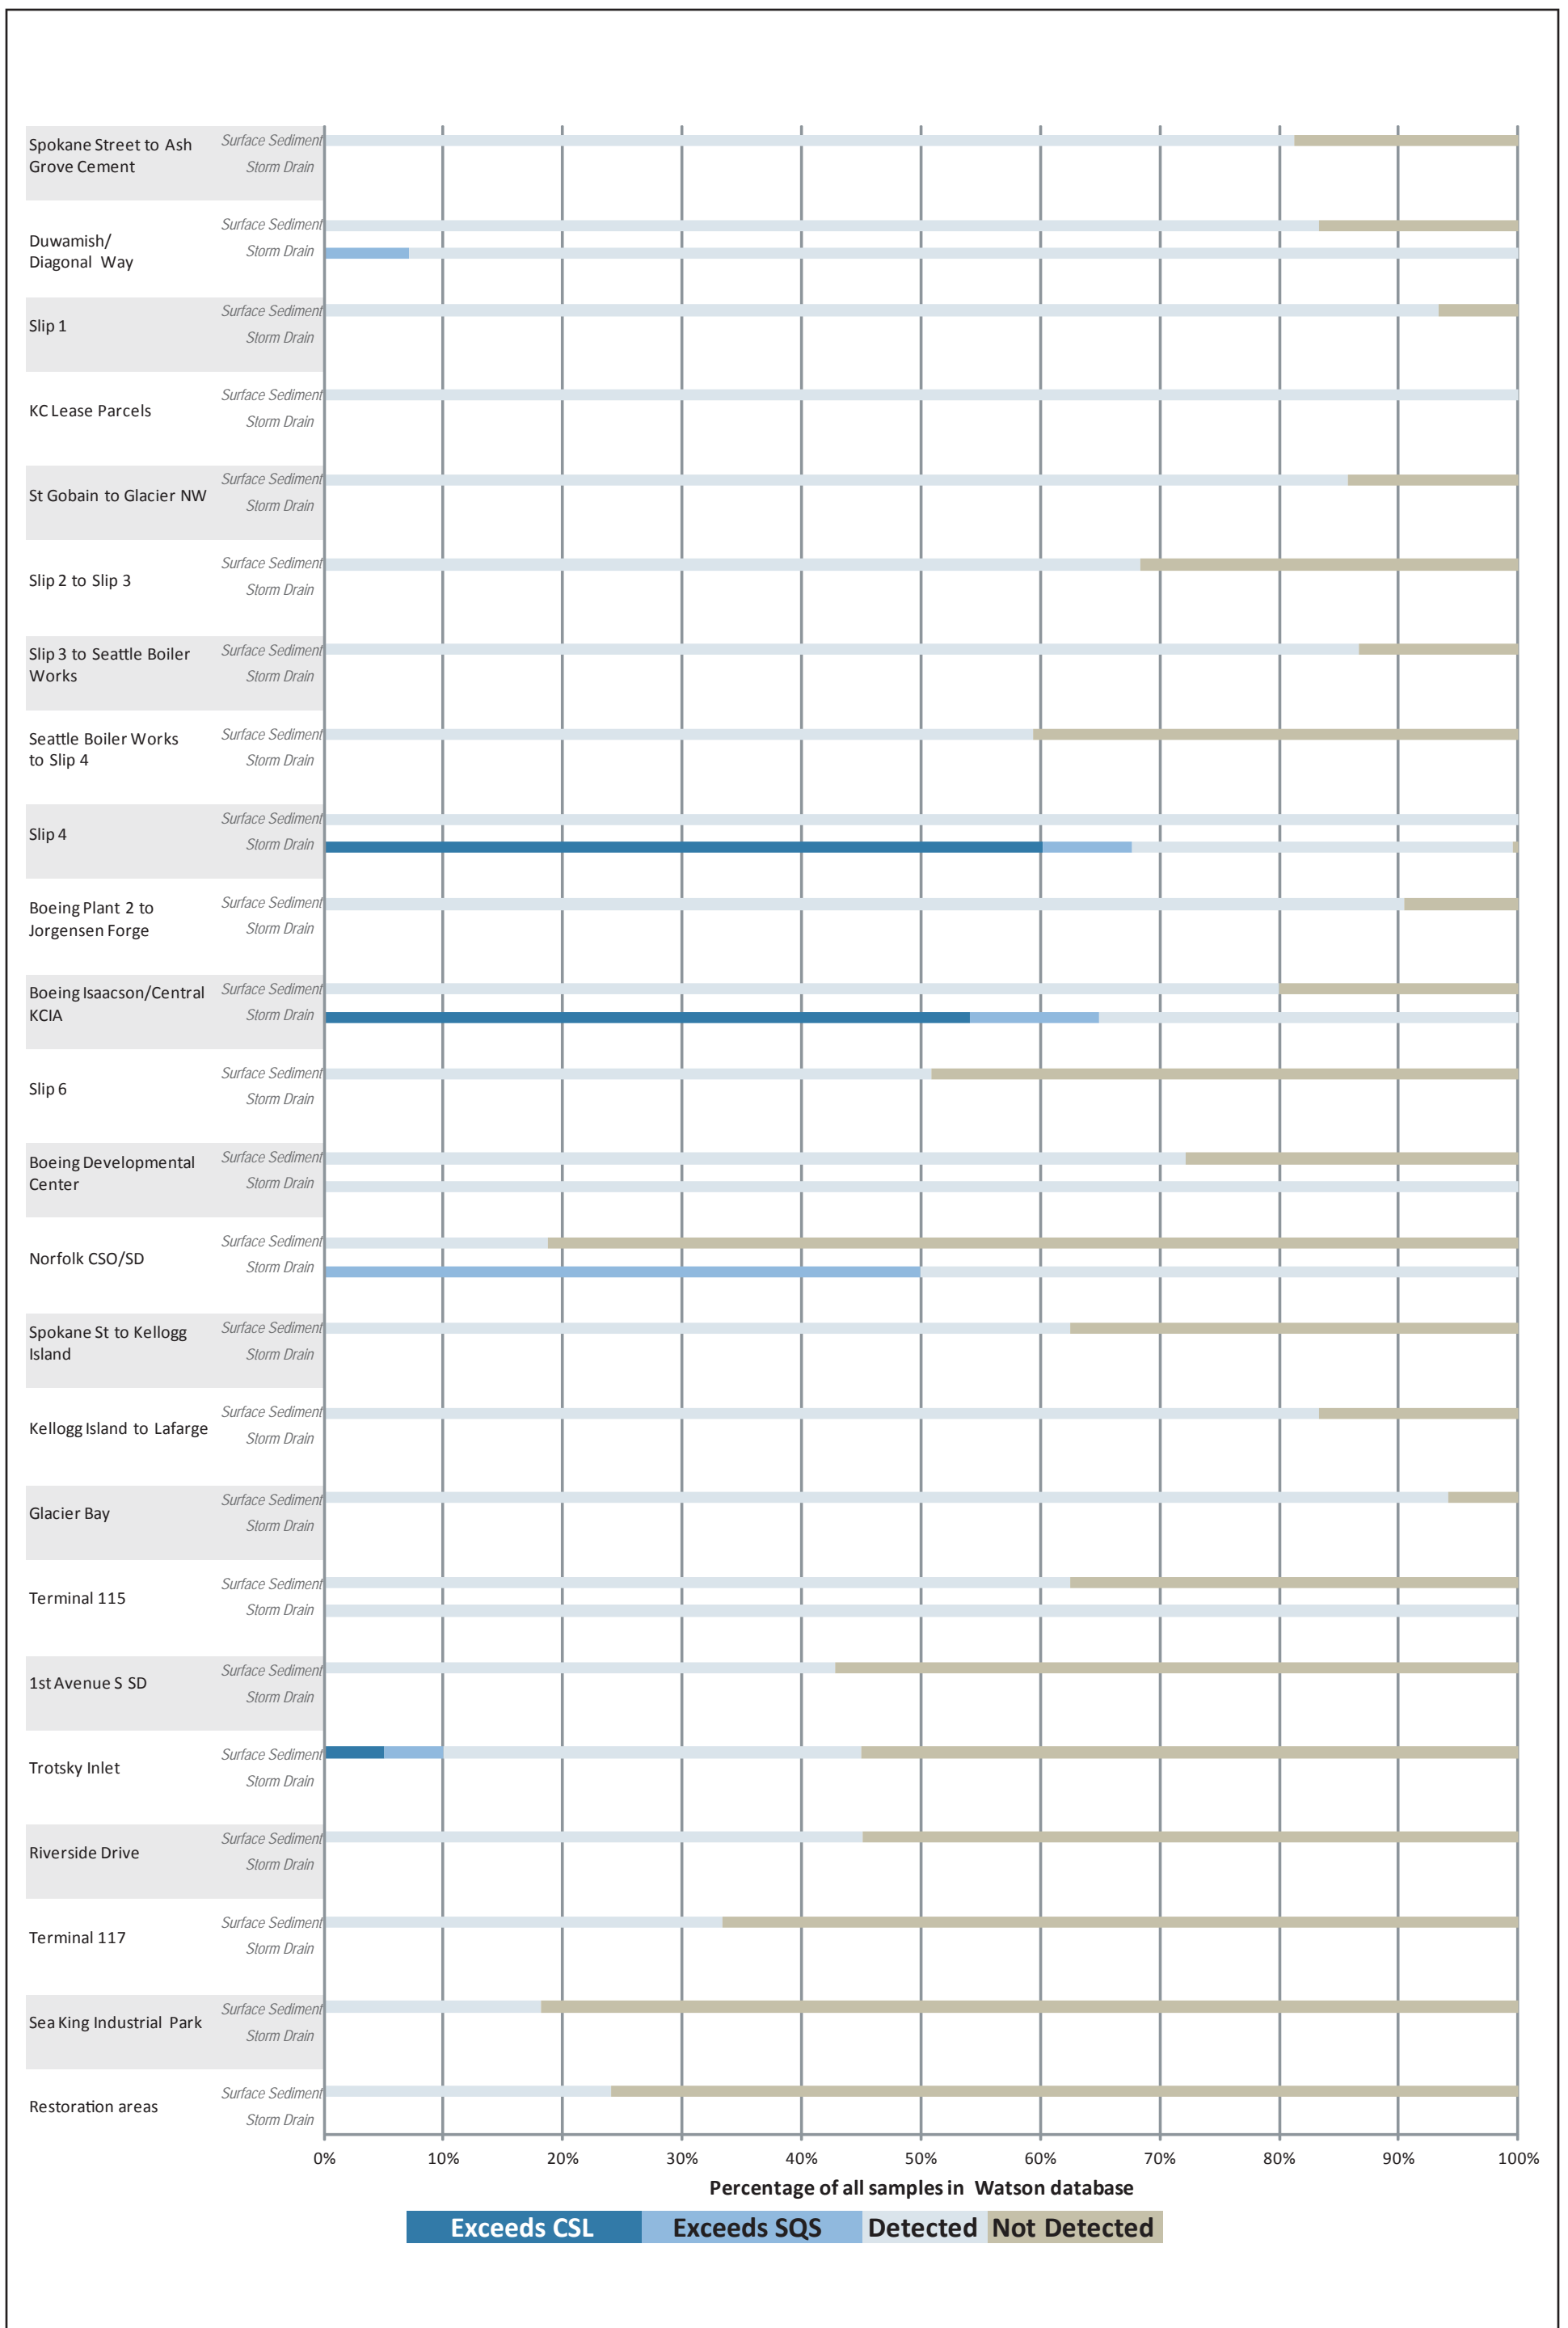 Spokane Street to Ash
Grove Cement
Surface Sediment
Storm Drain
Duwamish/
Diagonal Way
Surface Sediment
Storm Drain
Slip 1
Surface Sediment
Storm Drain
KC Lease Parcels
Surface Sediment
Storm Drain
St Gobain to Glacier NW
Surface Sediment
Storm Drain
Slip 2 to Slip 3
Surface Sediment
Storm Drain
Slip 3 to Seattle Boiler
Works
Surface Sediment
Storm Drain
Seattle Boiler Works
to Slip 4
Surface Sediment
Storm Drain
Slip 4
Surface Sediment
Storm Drain
Boeing Plant 2 to
Jorgensen Forge
Surface Sediment
Storm Drain
Boeing Isaacson/Central
KCIA
Surface Sediment
Storm Drain
Slip 6
Surface Sediment
Storm Drain
Boeing Developmental
Center
Surface Sediment
Storm Drain
Norfolk CSO/SD
Surface Sediment
Storm Drain
Spokane St to Kellogg
Island
Surface Sediment
Storm Drain
Kellogg Island to Lafarge
Surface Sediment
Storm Drain
Glacier Bay
Surface Sediment
Storm Drain
Terminal 115
Surface Sediment
Storm Drain
1st Avenue S SD
Surface Sediment
Storm Drain
Trotsky Inlet
Surface Sediment
Storm Drain
Riverside Drive
Surface Sediment
Storm Drain
Terminal 117
Surface Sediment
Storm Drain
Sea King Industrial Park
Surface Sediment
Storm Drain
Restoration areas
Surface Sediment
Storm Drain
0% 10% 20% 30% 40% 50% 60% 70% 80% 90% 100%
Percentage of all samples in Watson database
Exceeds CSL Exceeds SQS Detected Not Detected